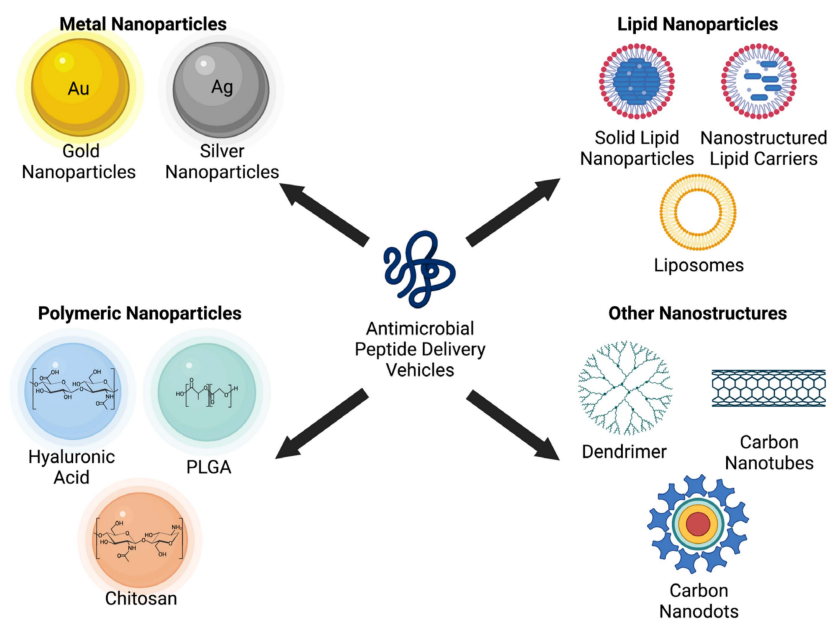 Metal Nanoparticles
Au
Ag
Gold
Nanoparticles
Silver
Nanoparticles
Lipid Nanoparticles
Solid Lipid
Nanoparticles
Nanostructured
Lipid Carriers
Liposomes
Antimicrobial
Peptide Delivery
Vehicles
Polymeric Nanoparticles
Hyaluronic
Acid
PLGA
Chitosan
Other Nanostructures
Dendrimer
Carbon
Nanotubes
Carbon
Nanodots